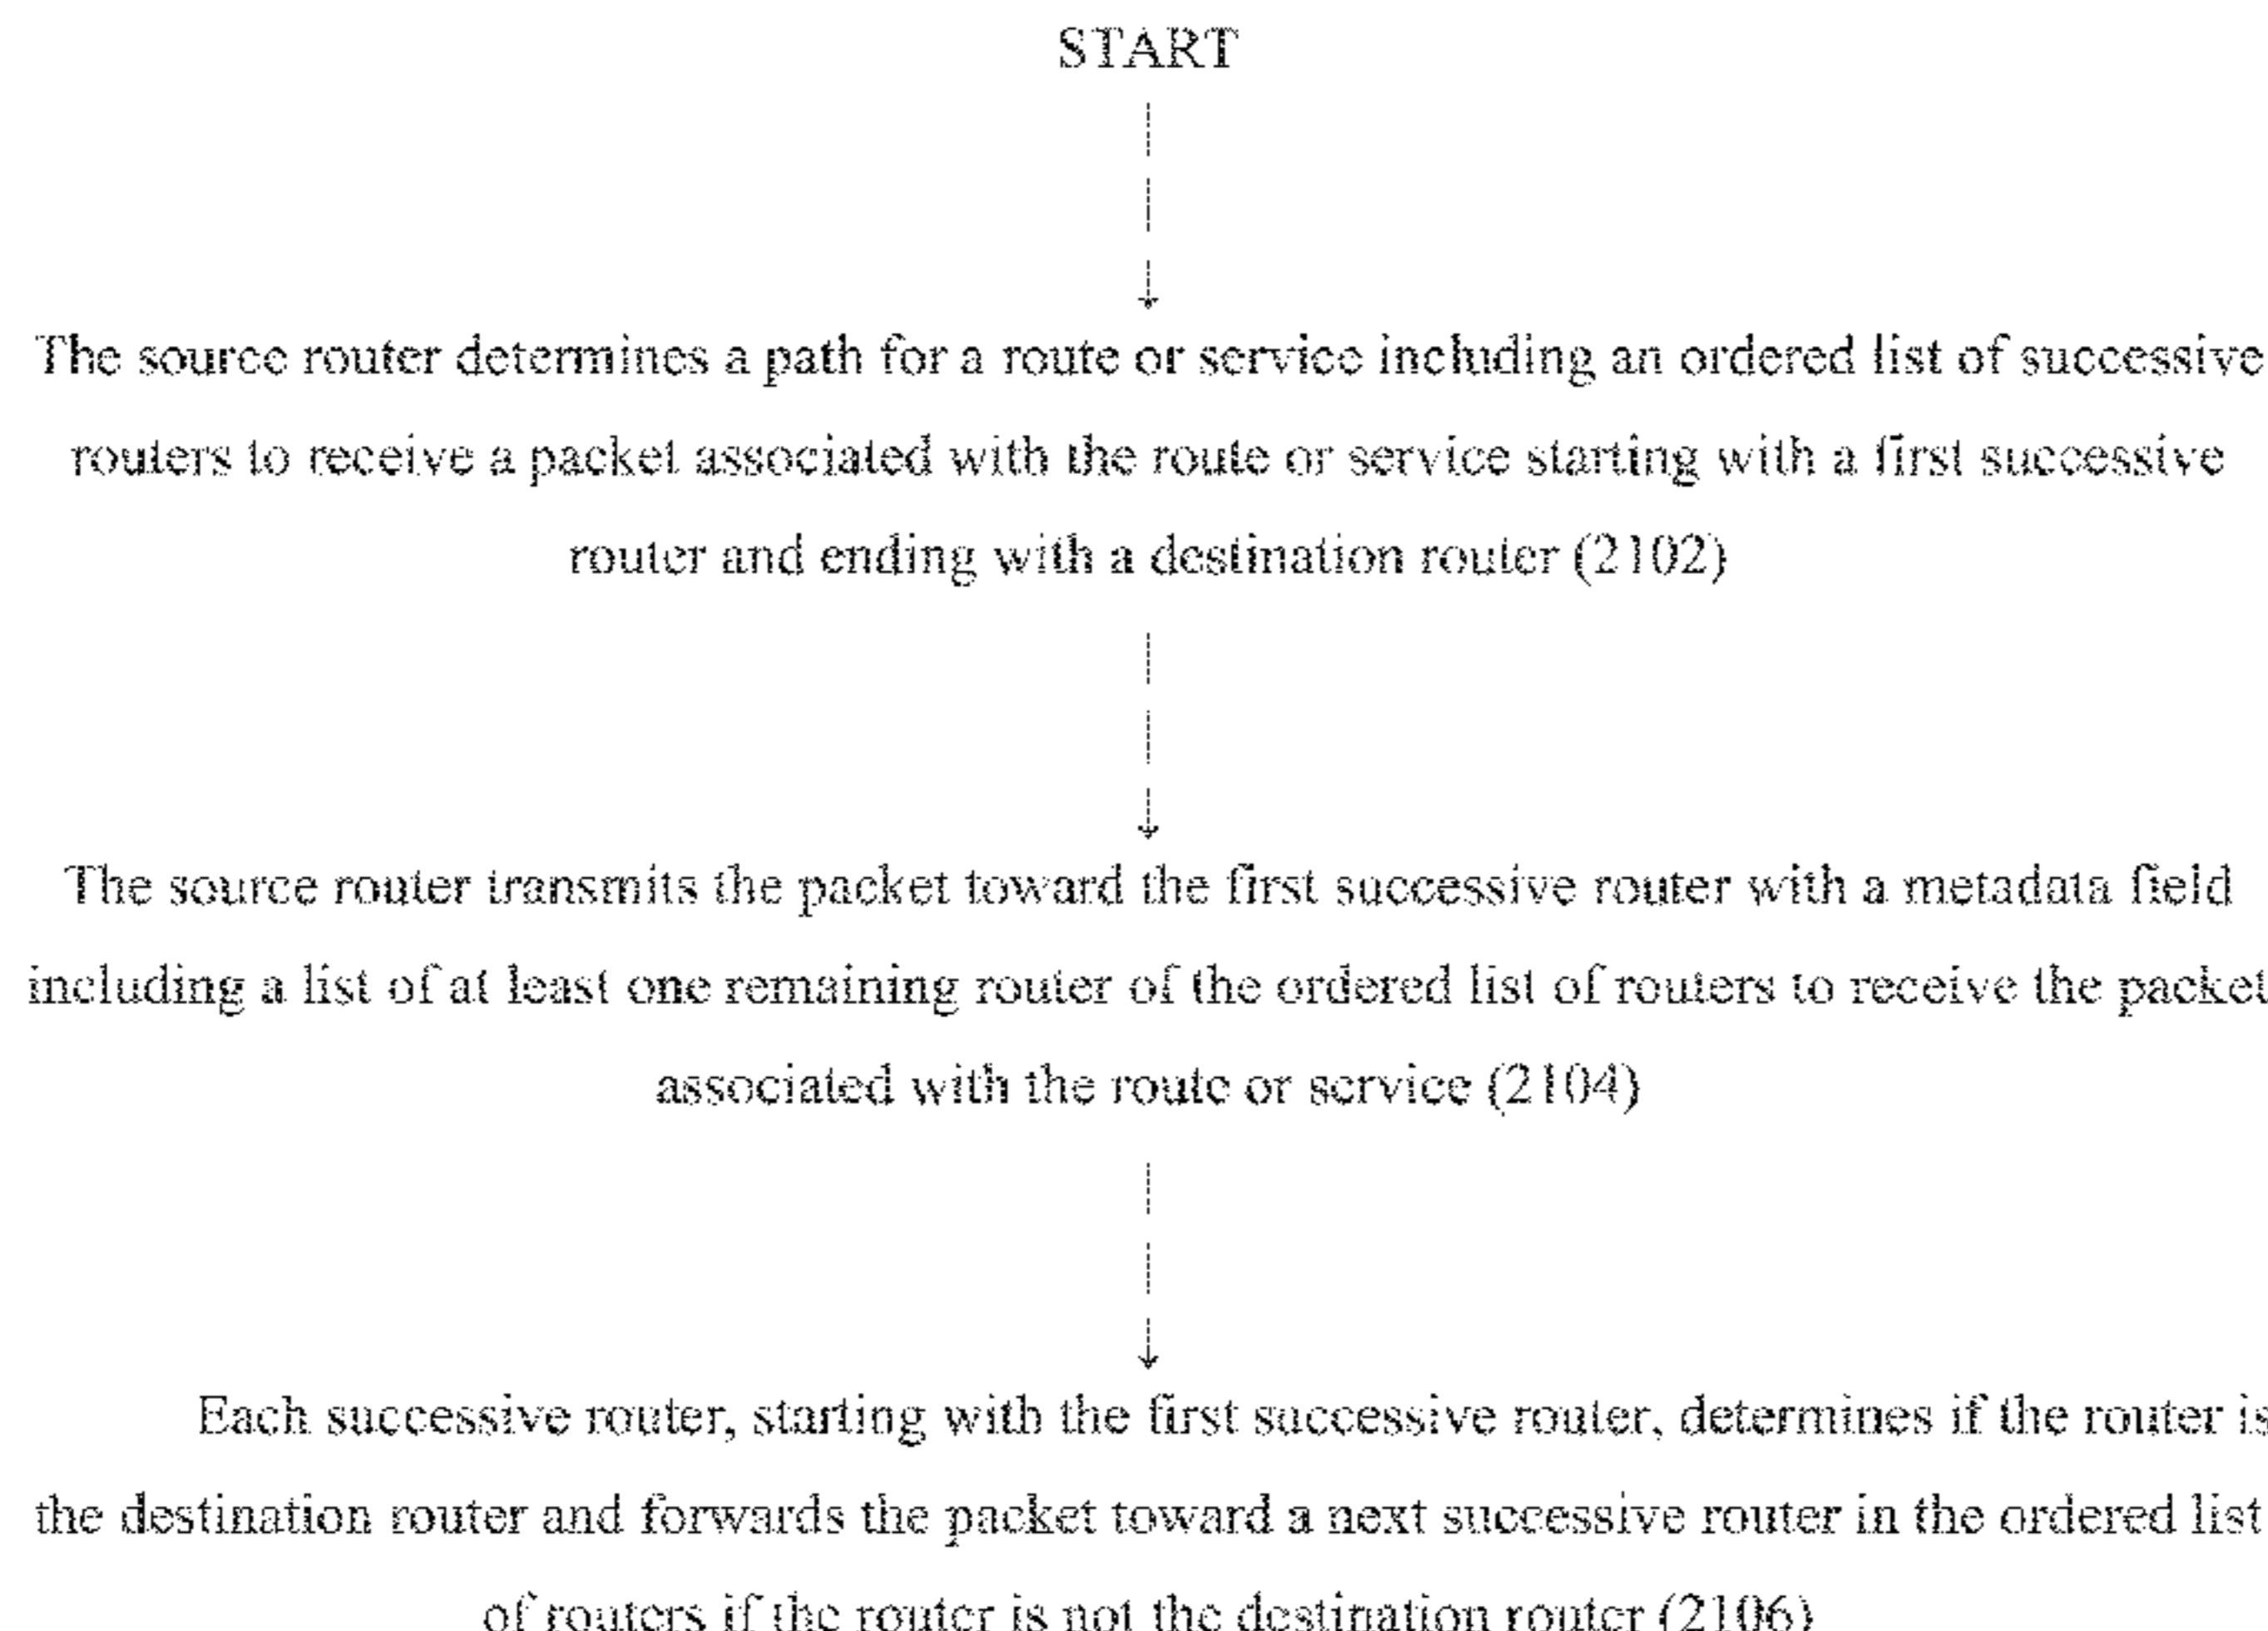 START
The source router determines a path for a route or service including an ordered list of successive
routers to receive a packet associated with the route or service starting with a first successive
router and ending with a destination router (2102)
The source router transmits the packet toward the first successive router with a metadata field
including a list of at least one remaining router of the ordered list of routers to receive the packet
associated with the route or service (2104)
Each successive router, starting with the first successive router, determines if the router is
the destination router and forwards the packet toward a next successive router in the ordered list
of routers if the router is not the destination router (2106)